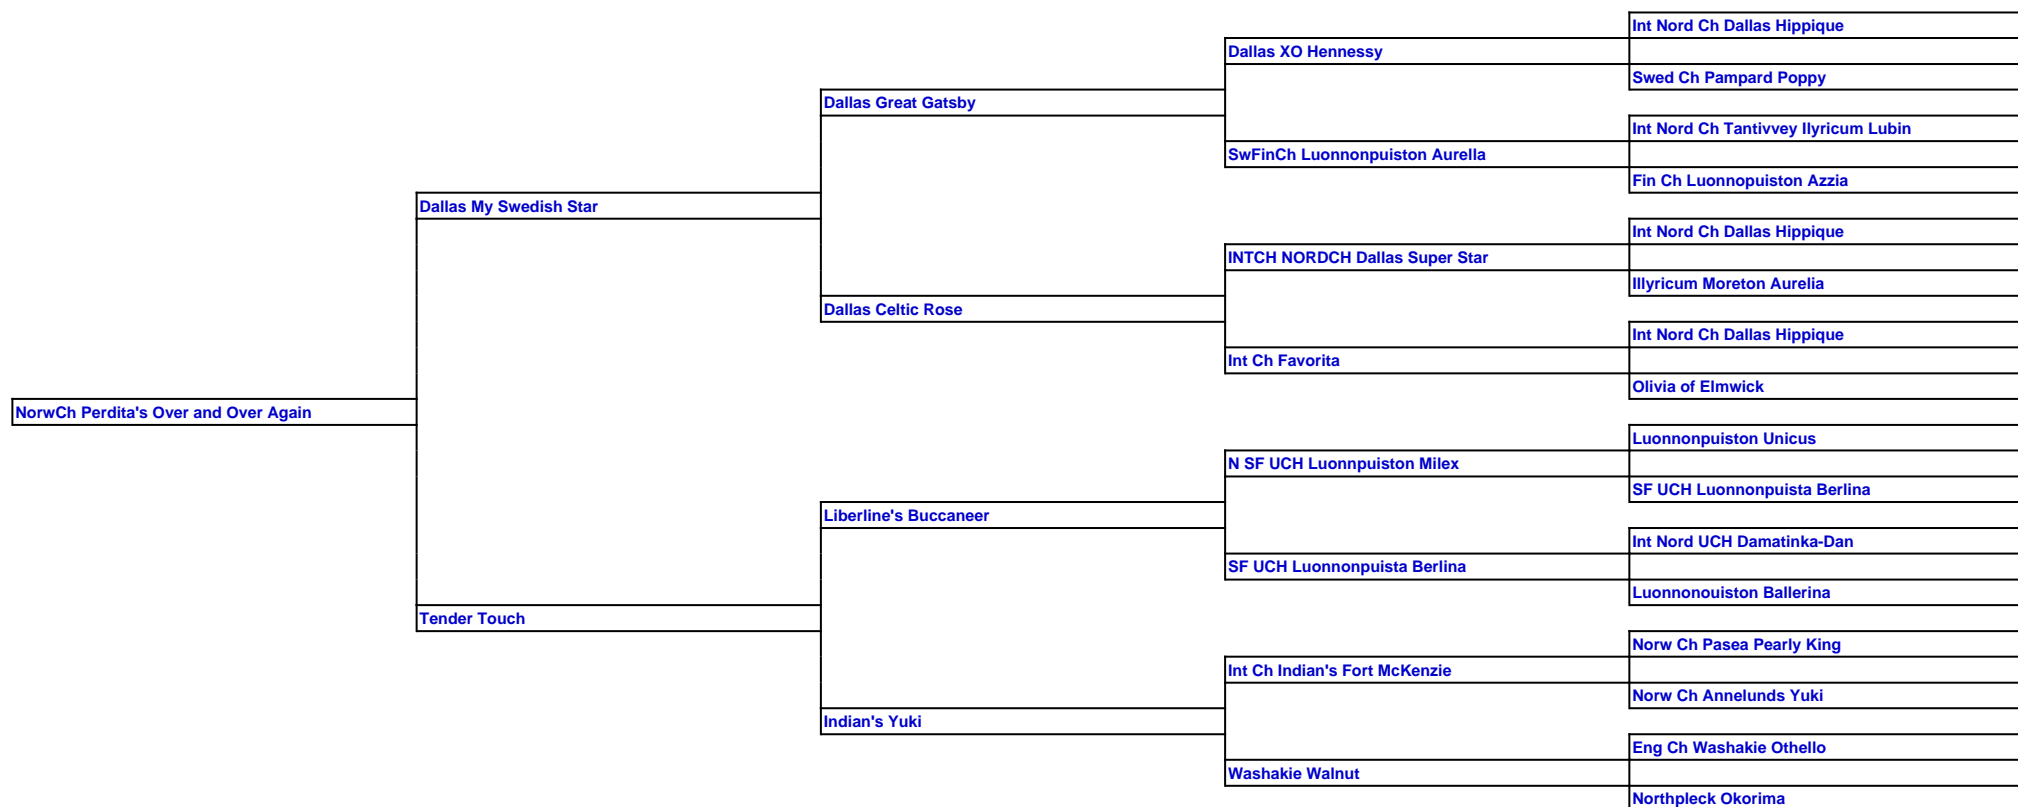 Int Nord Ch Dallas Hippique
Dallas XO Hennessy
Swed Ch Pampard Poppy
Dallas Great Gatsby
Int Nord Ch Tantivvey Ilyricum Lubin
SwFinCh Luonnonpuiston Aurella
Fin Ch Luonnopuiston Azzia
Dallas My Swedish Star
Int Nord Ch Dallas Hippique
INTCH NORDCH Dallas Super Star
Illyricum Moreton Aurelia
Dallas Celtic Rose
Int Nord Ch Dallas Hippique
Int Ch Favorita
Olivia of Elmwick
NorwCh Perdita's Over and Over Again
Luonnonpuiston Unicus
N SF UCH Luonnpuiston Milex
SF UCH Luonnonpuista Berlina
Liberline's Buccaneer
Int Nord UCH Damatinka-Dan
SF UCH Luonnonpuista Berlina
Luonnonouiston Ballerina
Tender Touch
Norw Ch Pasea Pearly King
Int Ch Indian's Fort McKenzie
Norw Ch Annelunds Yuki
Indian's Yuki
Eng Ch Washakie Othello
Washakie Walnut
Northpleck Okorima